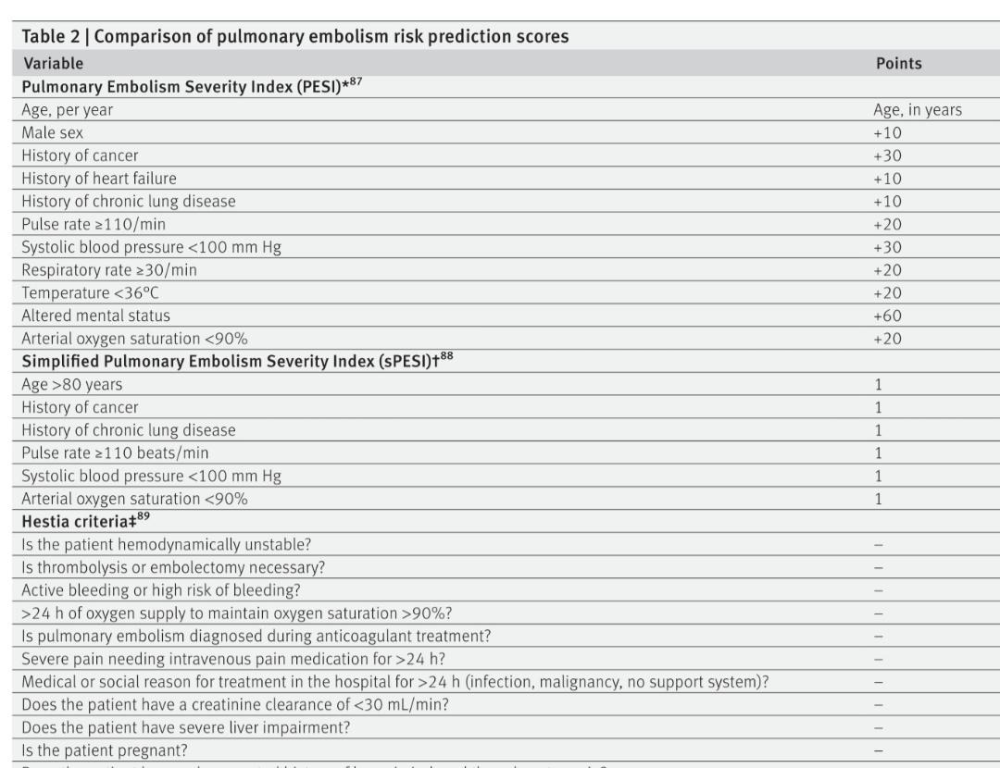 Table 2 | Comparison of pulmonary embolism risk prediction scores
Variable Points
Pulmonary Embolism Severity Index (PESI)*87
Age, per year Age, in years
Male sex +10
History of cancer +30
History of heart failure +10
History of chronic lung disease +10
Pulse rate ≥110/min +20
Systolic blood pressure <100 mm Hg +30
Respiratory rate ≥30/min +20
Temperature <36°C +20
Altered mental status +60
Arterial oxygen saturation <90% +20
Simplified Pulmonary Embolism Severity Index (sPESI)†88
Age >80 years 1
History of cancer 1
History of chronic lung disease 1
Pulse rate ≥110 beats/min 1
Systolic blood pressure <100 mm Hg 1
Arterial oxygen saturation <90% 1
Hestia criteria‡89
Is the patient hemodynamically unstable? –
Is thrombolysis or embolectomy necessary? –
Active bleeding or high risk of bleeding? –
>24 h of oxygen supply to maintain oxygen saturation >90%? –
Is pulmonary embolism diagnosed during anticoagulant treatment? –
Severe pain needing intravenous pain medication for >24 h? –
Medical or social reason for treatment in the hospital for >24 h (infection, malignancy, no support system)? –
Does the patient have a creatinine clearance of <30 mL/min? –
Does the patient have severe liver impairment? –
Is the patient pregnant? –